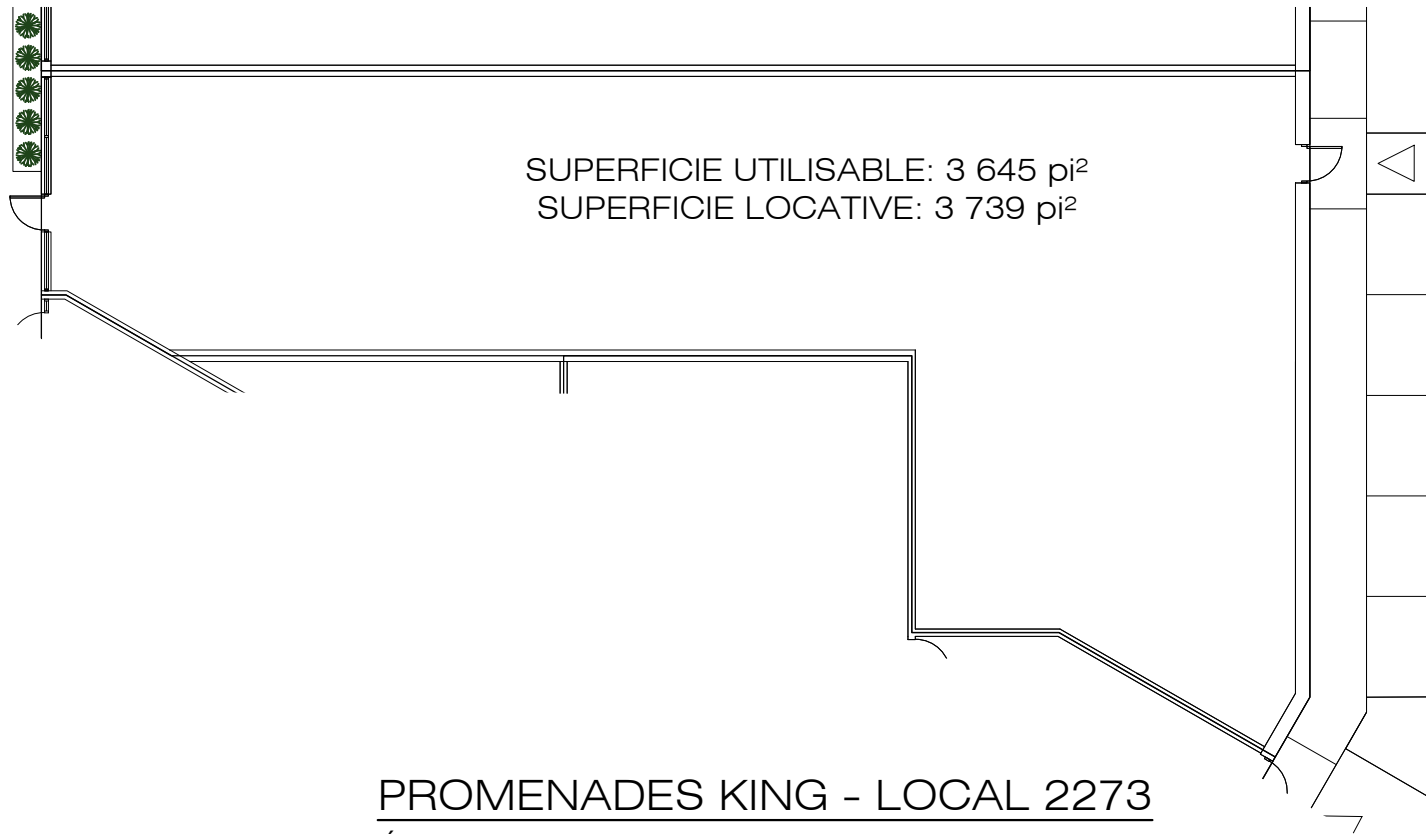 SUPERFICIE UTILISABLE: 3 645 pi²
SUPERFICIE LOCATIVE: 3 739 pi²
PROMENADES KING - LOCAL 2273